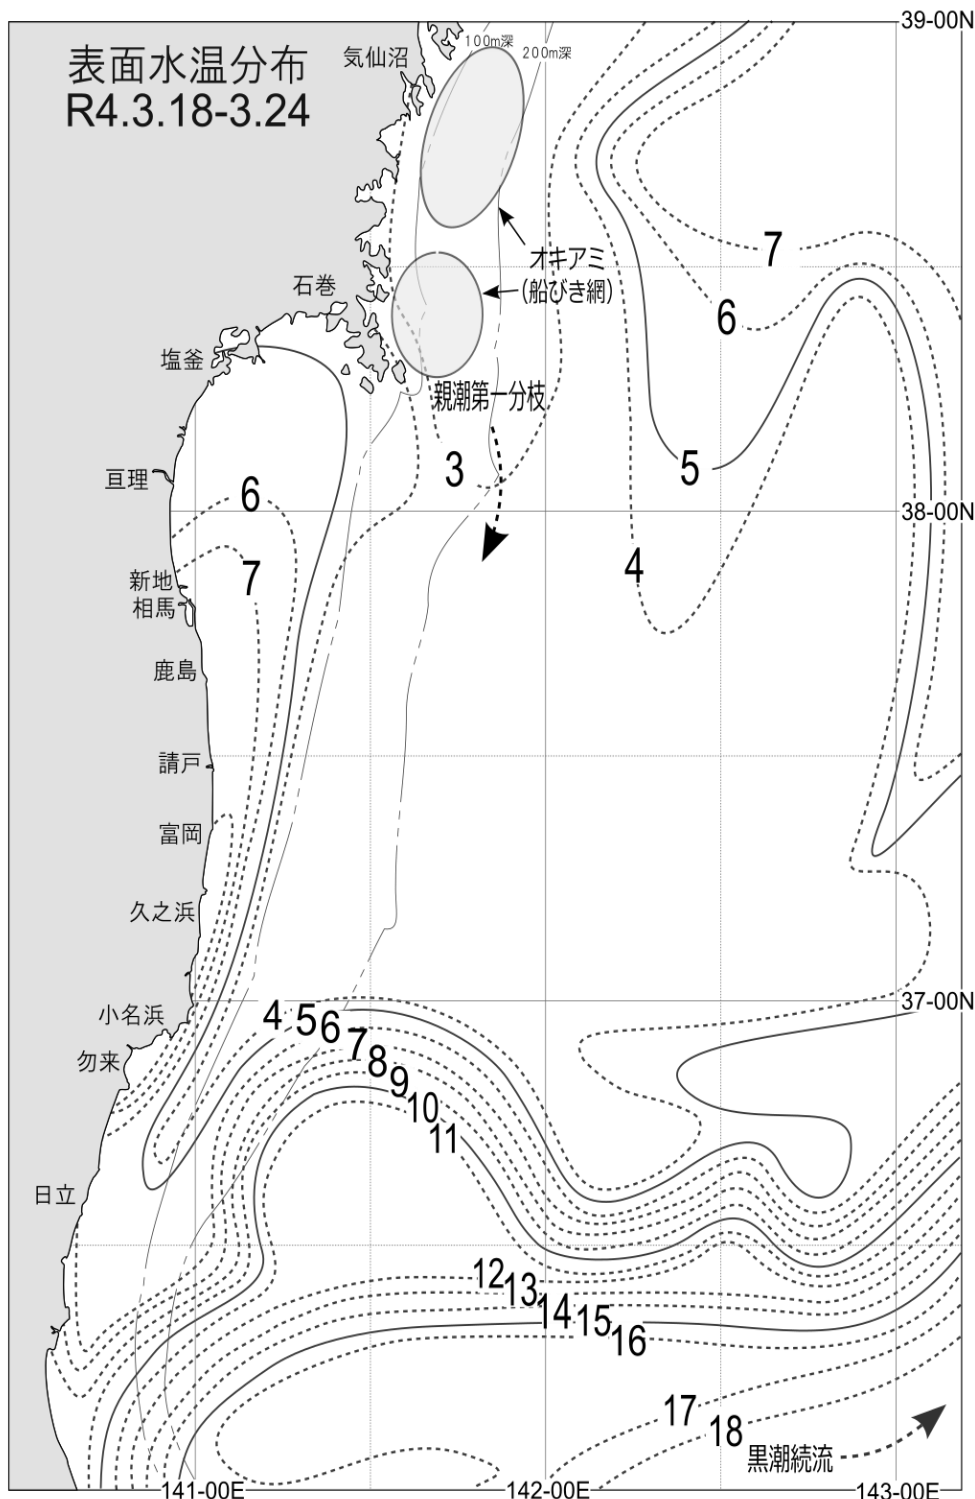 39-00N
表面水温分布
R4.3.18-3.24
気仙沼
100m深
200m深
7
オキアミ
(船びき網)
石巻
6
塩釜
親潮第一分枝
3
5
亘理
6
38-00N
4
新地
7
相馬
鹿島
請戸
富岡
久之浜
37-00N
小名浜
4
5
6
7
8
9
10
11
勿来
日立
12
13
14
15
16
17
18
黒潮続流
141-00E
142-00E
143-00E